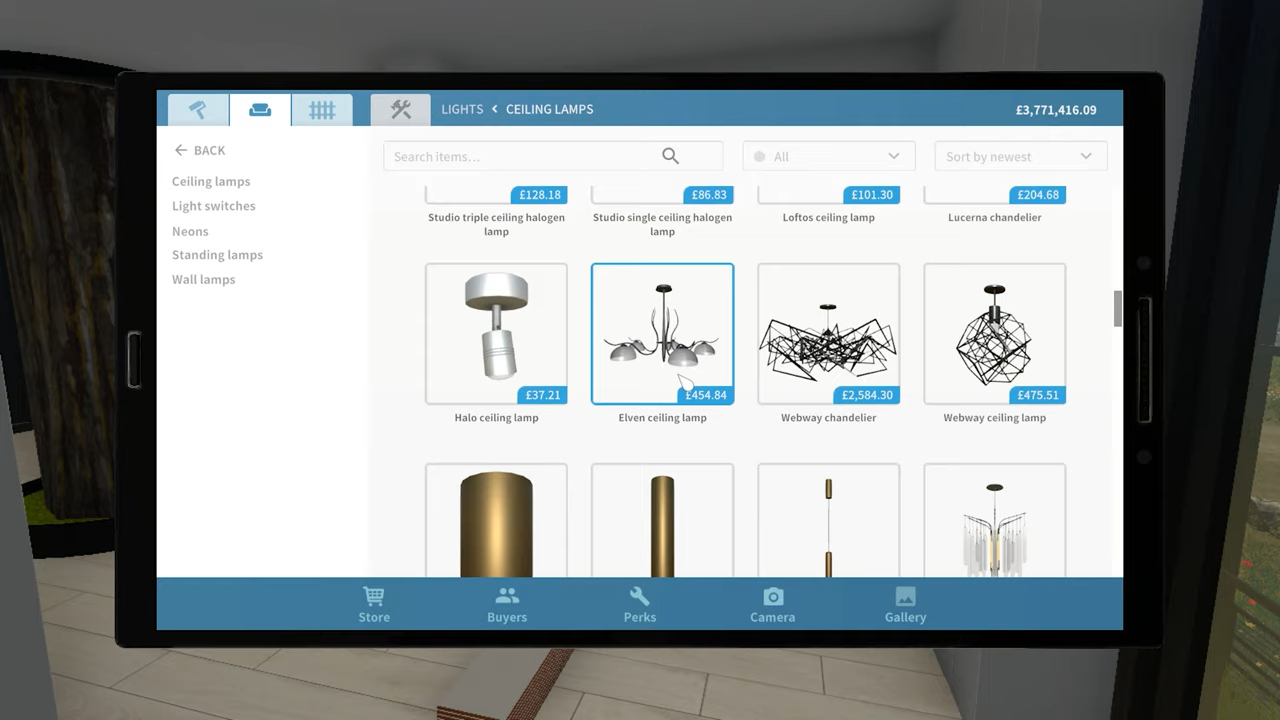 LIGHTS < CEILING LAMPS
£3,771,416.09
BACK
Search items...
All
Sort by newest
Ceiling lamps
Light switches
Neons
Standing lamps
Wall lamps
£128.18
£86.83
£101.30
£204.68
Studio triple ceiling halogen
lamp
Studio single ceiling halogen
lamp
Loftos ceiling lamp
Lucerna chandelier
£37.21
£454.84
£2,584.30
£475.51
Halo ceiling lamp
Elven ceiling lamp
Webway chandelier
Webway ceiling lamp
Store
Buyers
Perks
Camera
Gallery